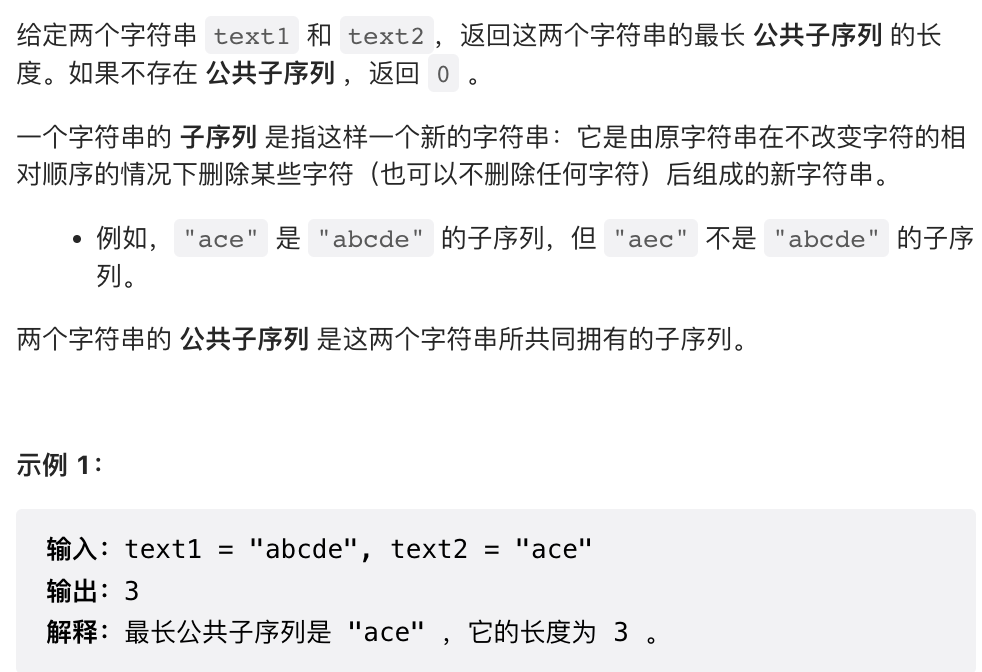 给定两个字符串 text1 和 text2，返回这两个字符串的最长 公共子序列 的长
度。如果不存在 公共子序列 ，返回 0 。
一个字符串的 子序列 是指这样一个新的字符串：它是由原字符串在不改变字符的相
对顺序的情况下删除某些字符（也可以不删除任何字符）后组成的新字符串。
• 例如，"ace" 是 "abcde" 的子序列，但 "aec" 不是 "abcde" 的子序
列。
两个字符串的 公共子序列 是这两个字符串所共同拥有的子序列。
示例 1：
输入：text1 = "abcde", text2 = "ace"
输出：3
解释：最长公共子序列是 "ace" ，它的长度为 3 。